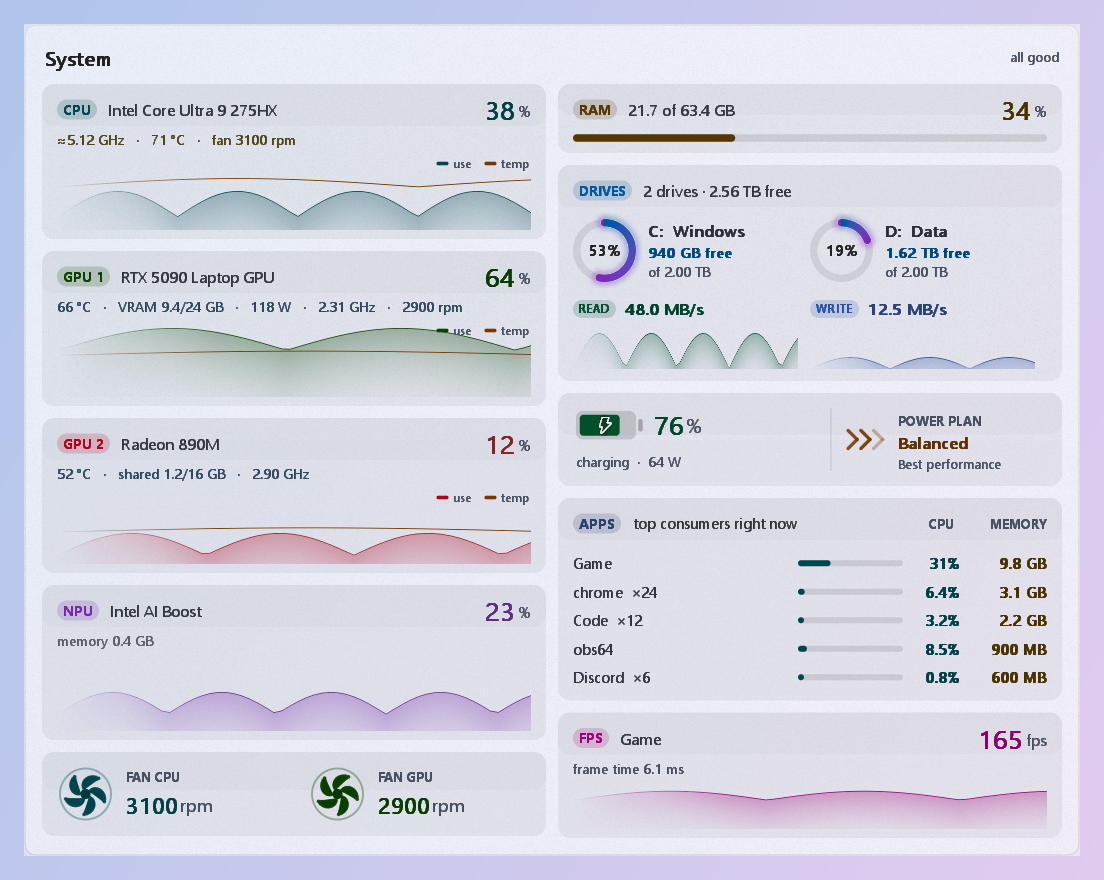 System
all good
CPU Intel Core Ultra 9 275HX 38 %
≈5.12 GHz · 71 °C · fan 3100 rpm
use temp
GPU 1 RTX 5090 Laptop GPU 64 %
66 °C · VRAM 9.4/24 GB · 118 W · 2.31 GHz · 2900 rpm
use temp
GPU 2 Radeon 890M 12 %
52 °C · shared 1.2/16 GB · 2.90 GHz
use temp
NPU Intel AI Boost 23 %
memory 0.4 GB
FAN CPU
3100 rpm
FAN GPU
2900 rpm
RAM 21.7 of 63.4 GB 34 %
DRIVES 2 drives · 2.56 TB free
53%
C: Windows
940 GB free
of 2.00 TB
19%
D: Data
1.62 TB free
of 2.00 TB
READ 48.0 MB/s
WRITE 12.5 MB/s
76 %
charging · 64 W
POWER PLAN
Balanced
Best performance
APPS top consumers right now CPU MEMORY
Game 31% 9.8 GB
chrome ×24 6.4% 3.1 GB
Code ×12 3.2% 2.2 GB
obs64 8.5% 900 MB
Discord ×6 0.8% 600 MB
FPS Game 165 fps
frame time 6.1 ms